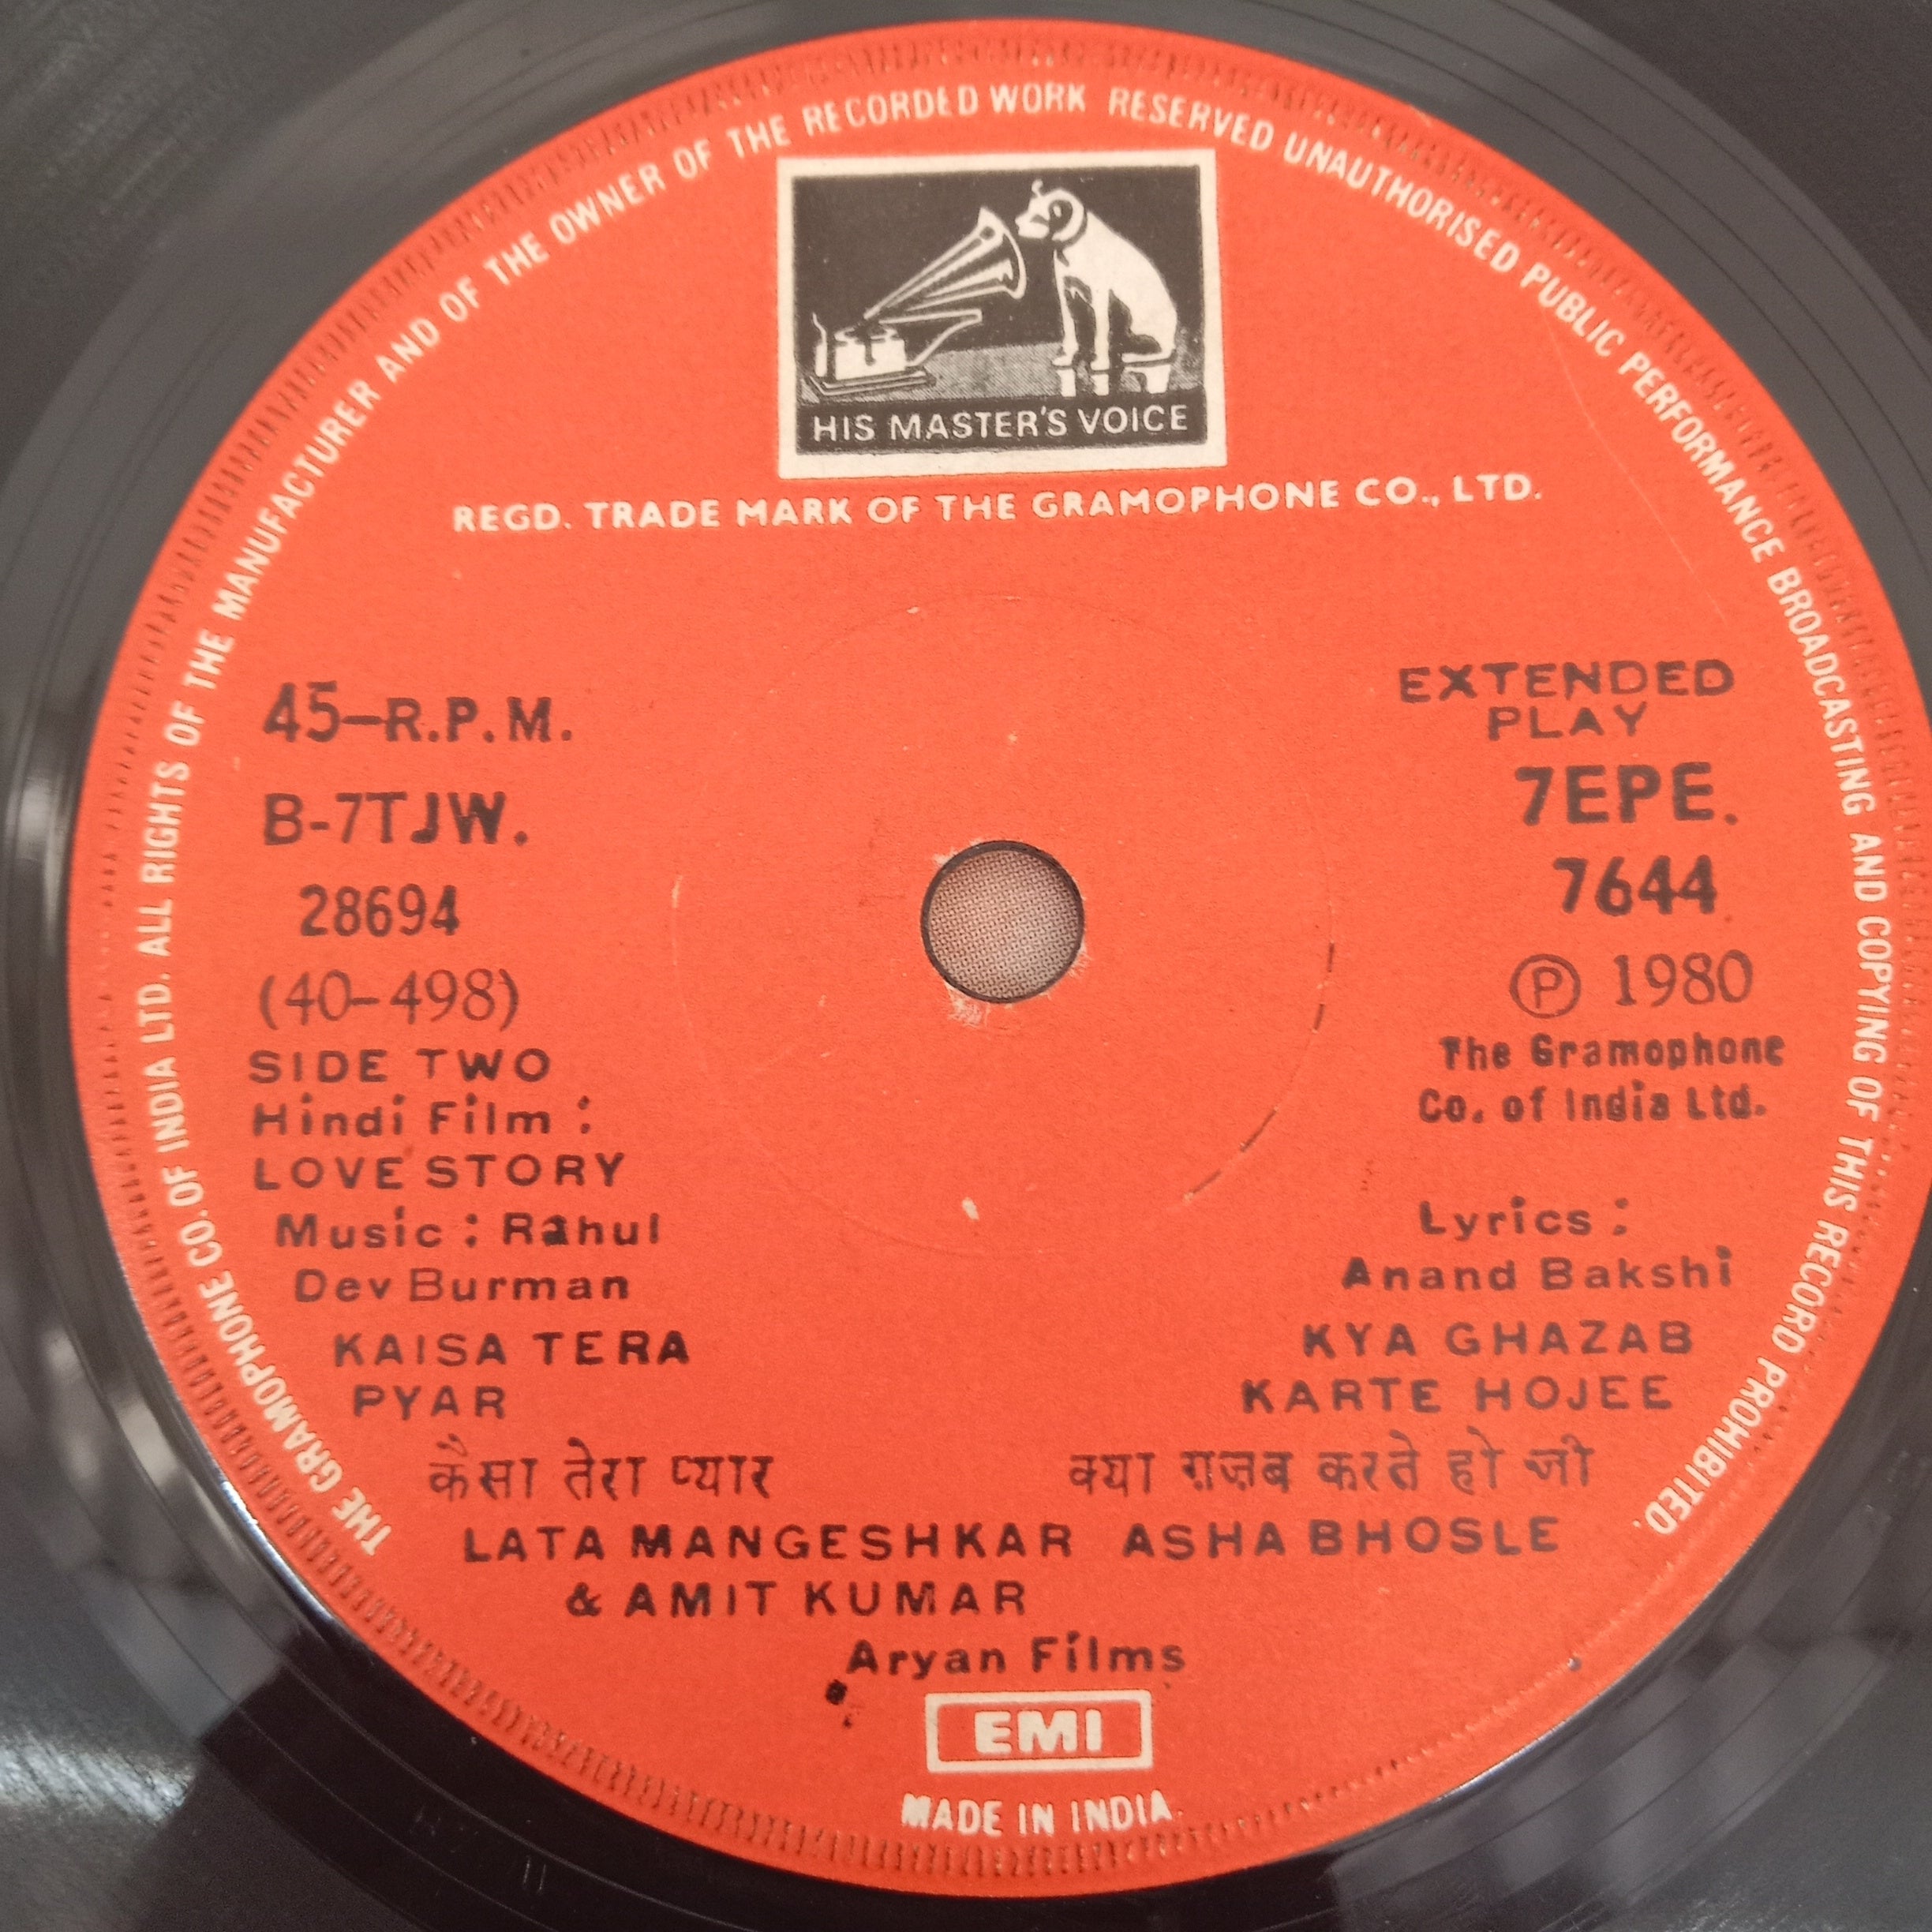 THE GRAMOPHONE CO. OF INDIA LTD. ALL RIGHTS OF THE MANUFACTURER AND OF THE OWNER OF THE RECORDED WORK RESERVED UNAUTHORISED PUBLIC PERFORMANCE BROADCASTING AND COPYING OF THIS RECORD PROHIBITED.
HIS MASTER'S VOICE
REGD. TRADE MARK OF THE GRAMOPHONE CO., LTD.
45-R.P.M.
B-7TJW.
28694
(40-498)
SIDE TWO
Hindi Film :
LOVE STORY
Music : Rahul
Dev Burman
EXTENDED
PLAY
7EPE.
7644
Ⓟ 1980
The Gramophone
Co. of India Ltd.
Lyrics :
Anand Bakshi
KAISA TERA
PYAR
KYA GHAZAB
KARTE HOJEE
कैसा तेरा प्यार
क्या ग़ज़ब करते हो जी
LATA MANGESHKAR
& AMIT KUMAR
ASHA BHOSLE
Aryan Films
EMI
MADE IN INDIA